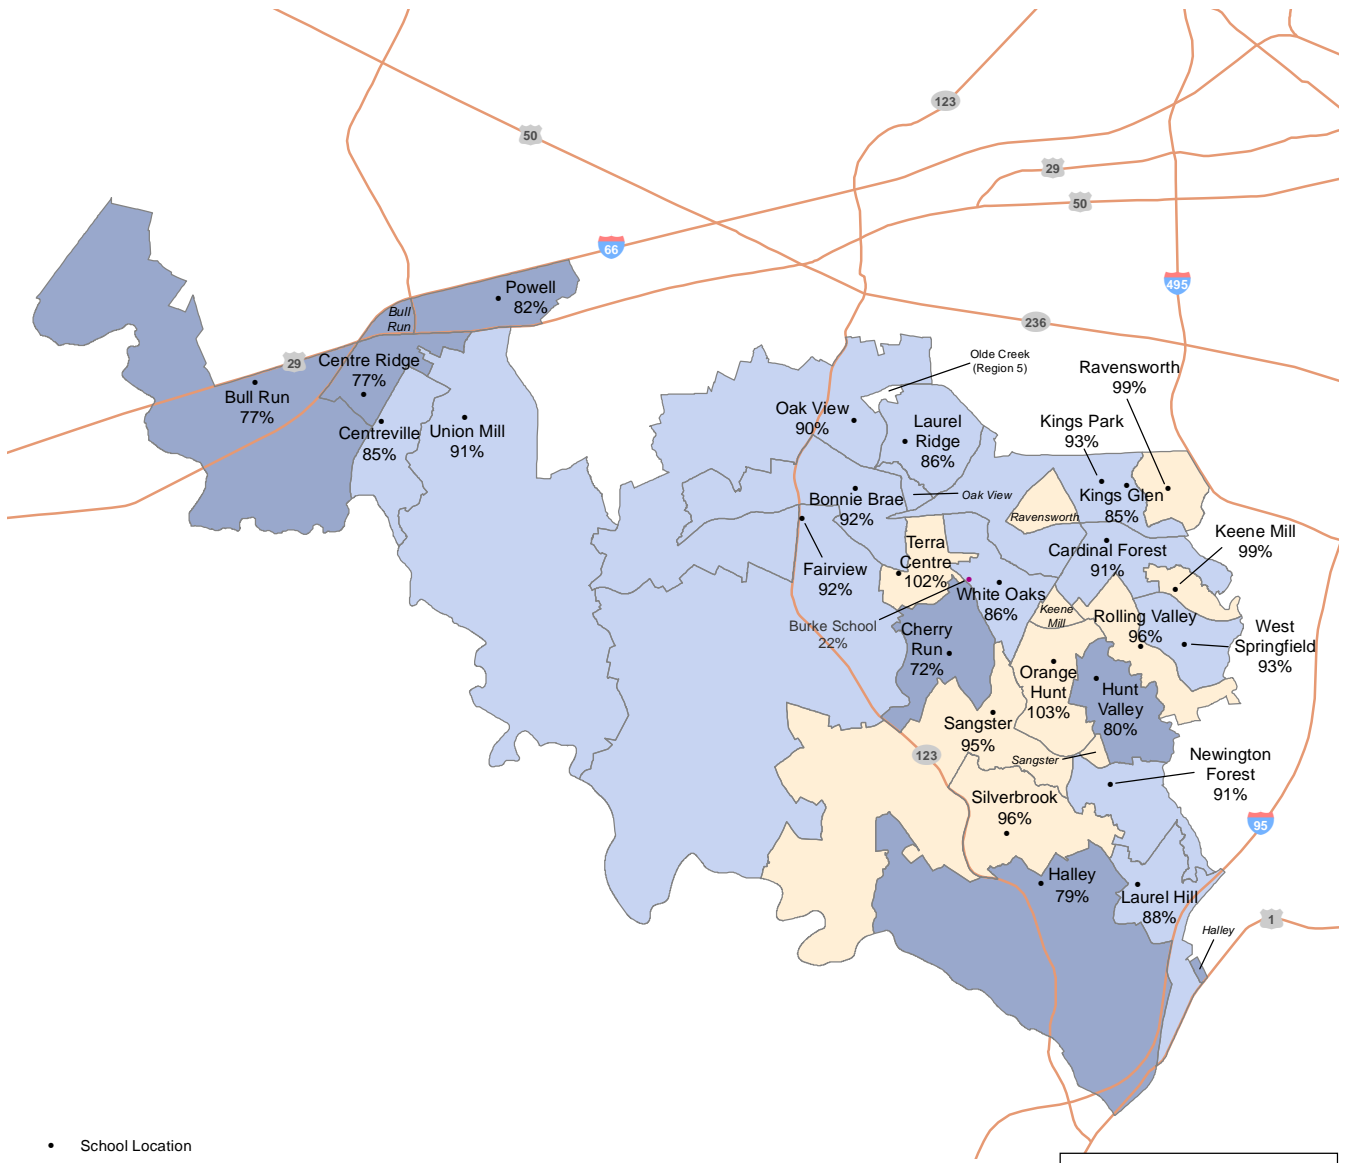 123
50
29
50
66
495
236
Powell
82%
Bull
Run
29
Centre Ridge
77%
Bull Run
77%
Centreville
85%
Union Mill
91%
Olde Creek
(Region 5)
Ravensworth
99%
Oak View
90%
Laurel
Ridge
86%
Kings Park
93%
Bonnie Brae
92%
Oak View
Kings Glen
85%
Ravensworth
Keene Mill
99%
Terra
Centre
102%
Cardinal Forest
91%
Fairview
92%
White Oaks
86%
Burke School
22%
Keene
Mill
Rolling Valley
96%
West
Springfield
93%
Cherry
Run
72%
Orange
Hunt
103%
Hunt
Valley
80%
Sangster
95%
123
Sangster
Newington
Forest
91%
Silverbrook
96%
95
Halley
79%
Laurel Hill
88%
Halley
1
School Location